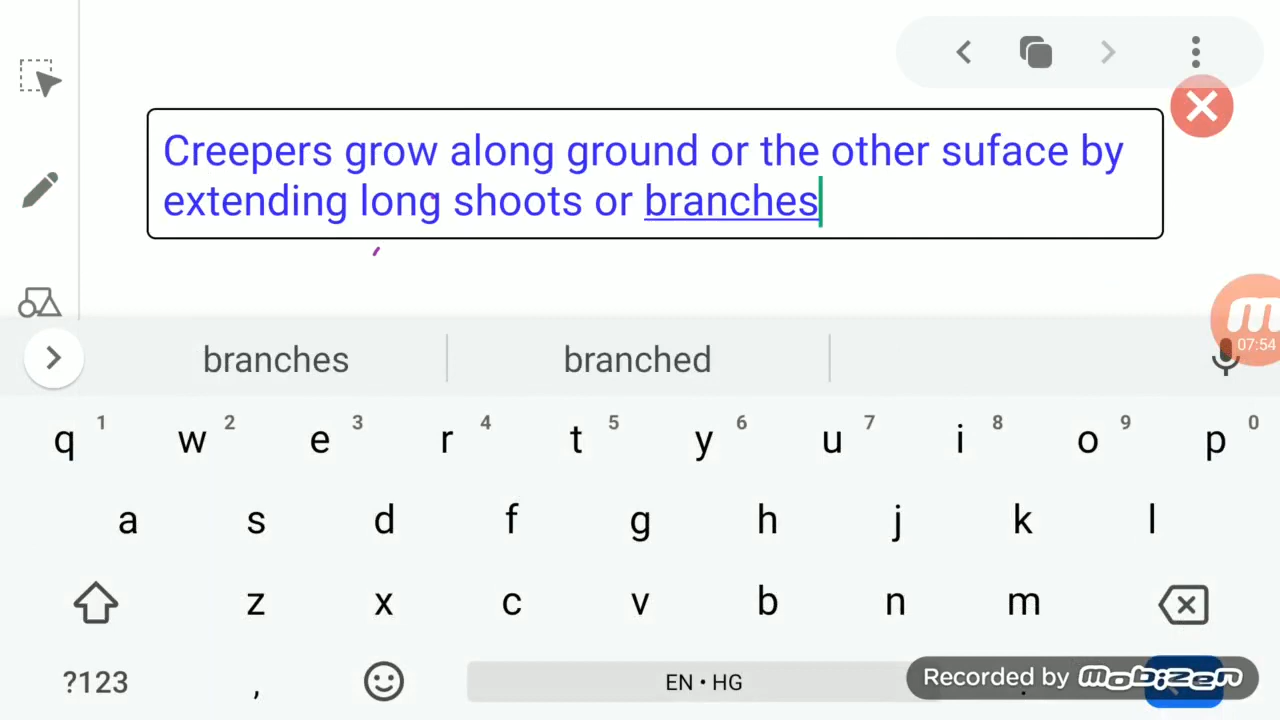 Creepers grow along ground or the other suface by
extending long shoots or branches
07:54
branches branched
q 1 w 2 e 3 r 4 t 5 y 6 u 7 i 8 o 9 p 0
a s d f g h j k l
z x c v b n m
?123 , EN • HG .
Recorded by mobizen